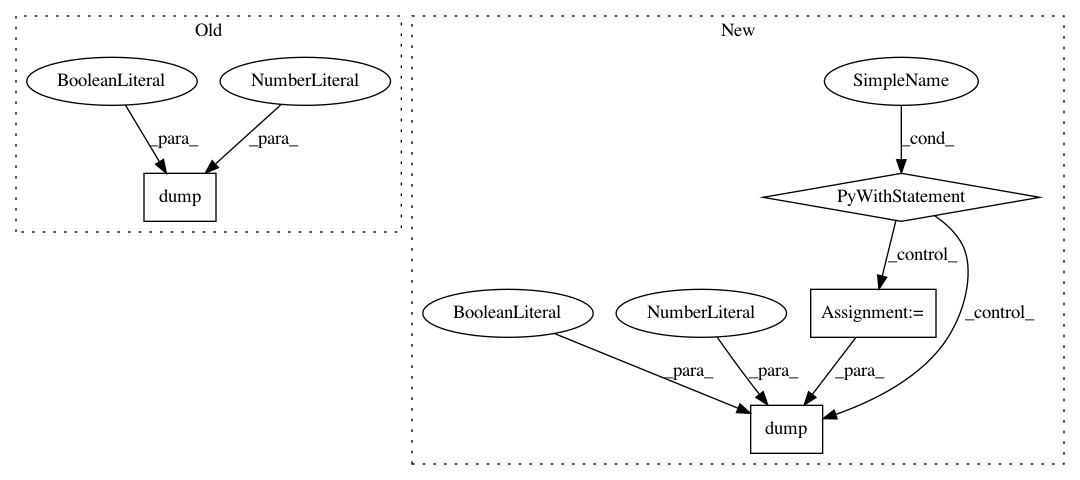 Old
New
BooleanLiteral
NumberLiteral
SimpleName
_para_
_para_
_cond_
dump
PyWithStatement
_control_
BooleanLiteral
NumberLiteral
Assignment:=
_control_
_para_
_para_
_para_
dump